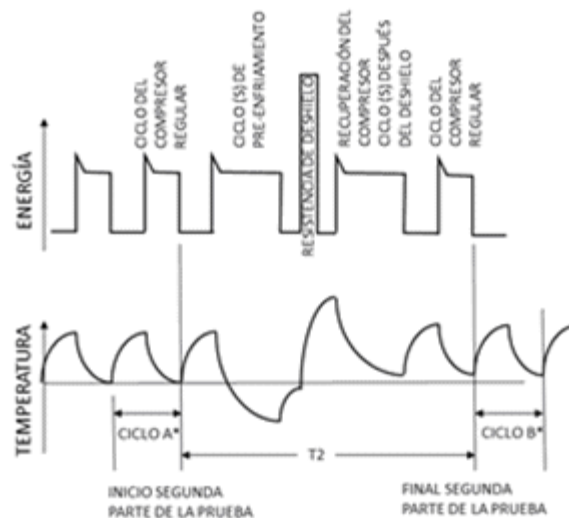 CICLO DEL
COMPRESOR
REGULAR
CICLO (S) DE
PRE-ENFRIAMIENTO
RESISTENCIA DE DESHIELO
RECUPERACIÓN DEL
COMPRESOR
CICLO (S) DESPUÉS
DEL DESHIELO
CICLO DEL
COMPRESOR
REGULAR
ENERGÍA
TEMPERATURA
CICLO A*
T2
CICLO B*
INICIO SEGUNDA
PARTE DE LA PRUEBA
FINAL SEGUNDA
PARTE DE LA PRUEBA